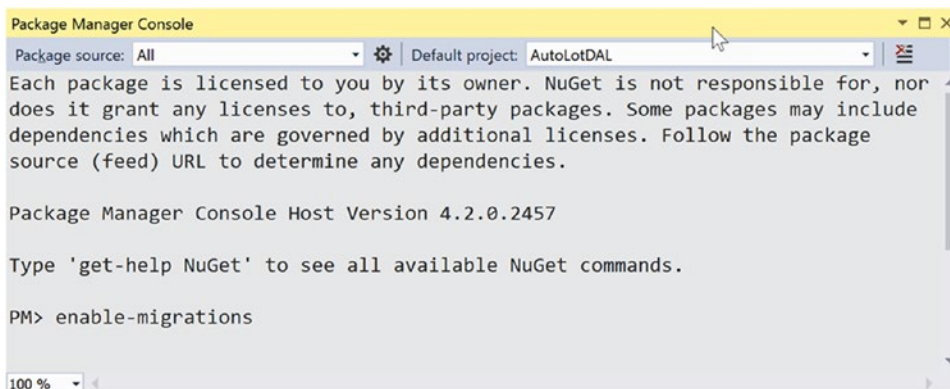 Package Manager Console
Package source: All Default project: AutoLotDAL
Each package is licensed to you by its owner. NuGet is not responsible for, nor
does it grant any licenses to, third-party packages. Some packages may include
dependencies which are governed by additional licenses. Follow the package
source (feed) URL to determine any dependencies.
Package Manager Console Host Version 4.2.0.2457
Type 'get-help NuGet' to see all available NuGet commands.
PM> enable-migrations
100 %